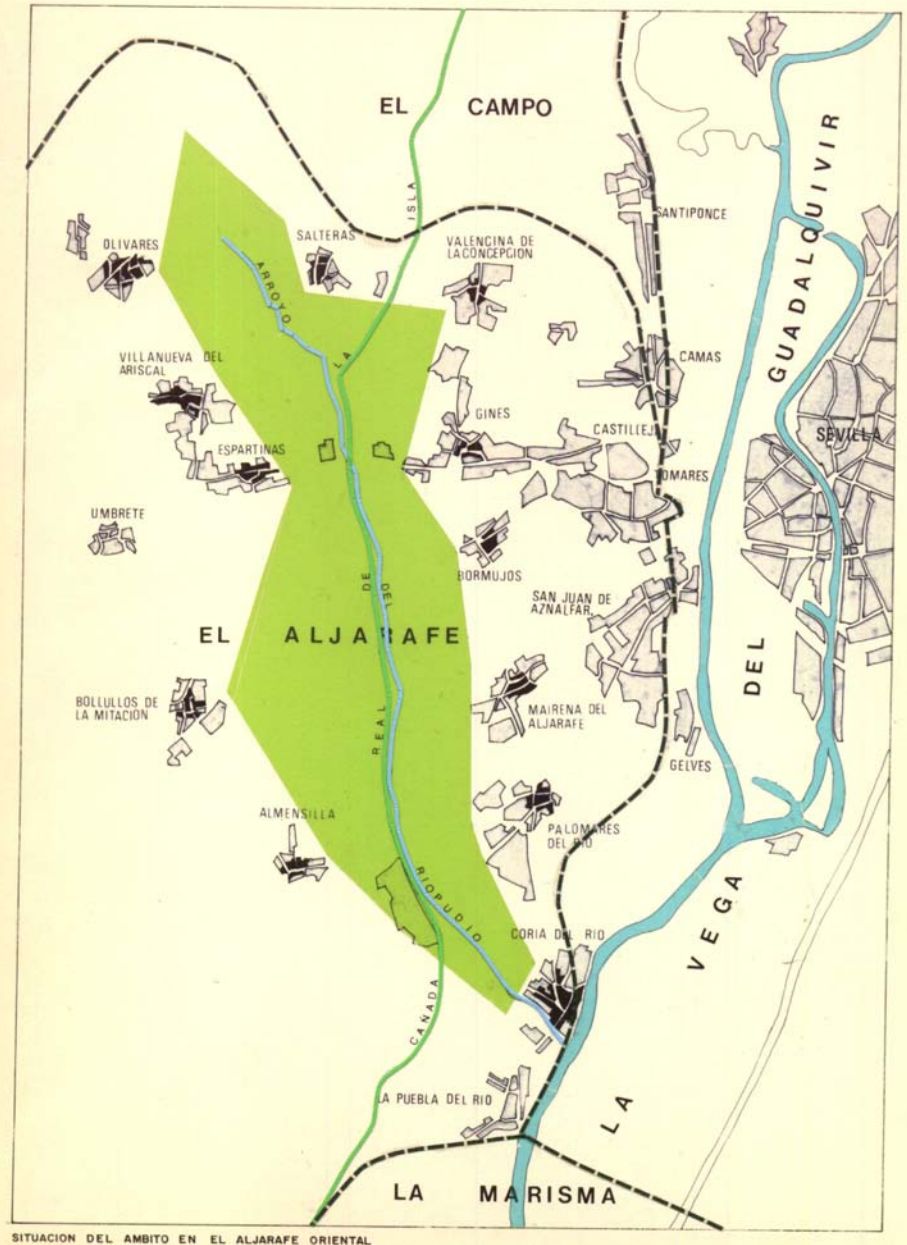 EL CAMPO
SANTIPONCE
OLIVARES
SALTERAS
VALENCINA DE
LA CONCEPCION
ARROYO
DEL
RIOPUDIO
CAÑADA
REAL
DE
LA
ISLA
VILLANUEVA DEL
ARISCAL
CAMAS
GINES
CASTILLEJ
ESPARTINAS
SEVILLA
OMARES
UMBRETE
BORMUJOS
SAN JUAN DE
AZNALFAR.
EL ALJARAFE
BOLLULLOS DE
LA MITACION
MAIRENA DEL
ALJARAFE
GELVES
ALMENSILLA
PALOMARES
DEL RIO
CORIA DEL RIO
LA PUEBLA DEL RIO
LA VEGA DEL GUADALQUIVIR
LA MARISMA
SITUACION DEL AMBITO EN EL ALJARAFE ORIENTAL